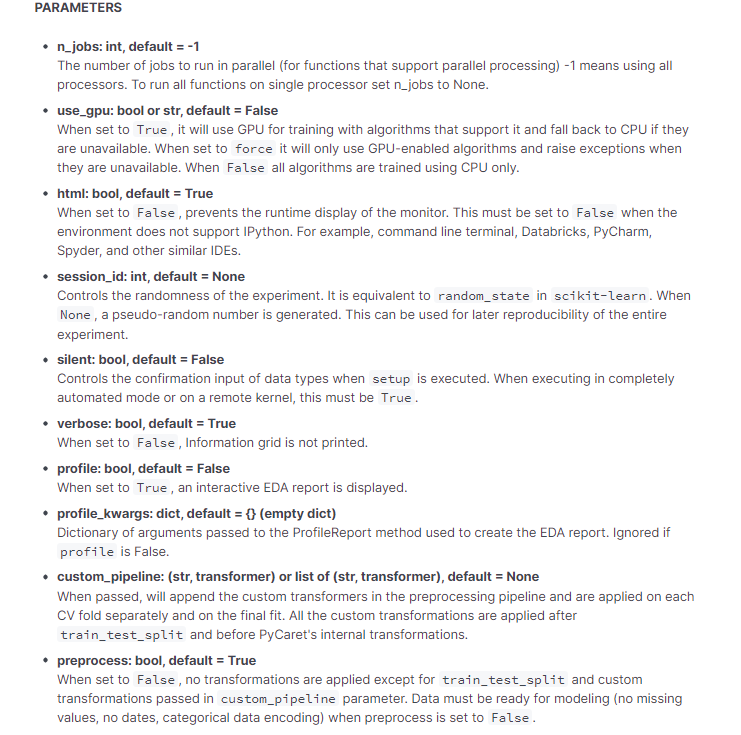 PARAMETERS
• n_jobs: int, default = -1
The number of jobs to run in parallel (for functions that support parallel processing) -1 means using all
processors. To run all functions on single processor set n_jobs to None.
• use_gpu: bool or str, default = False
When set to True , it will use GPU for training with algorithms that support it and fall back to CPU if they
are unavailable. When set to force it will only use GPU-enabled algorithms and raise exceptions when
they are unavailable. When False all algorithms are trained using CPU only.
• html: bool, default = True
When set to False , prevents the runtime display of the monitor. This must be set to False when the
environment does not support IPython. For example, command line terminal, Databricks, PyCharm,
Spyder, and other similar IDEs.
• session_id: int, default = None
Controls the randomness of the experiment. It is equivalent to random_state in scikit-learn . When
None , a pseudo-random number is generated. This can be used for later reproducibility of the entire
experiment.
• silent: bool, default = False
Controls the confirmation input of data types when setup is executed. When executing in completely
automated mode or on a remote kernel, this must be True .
• verbose: bool, default = True
When set to False , Information grid is not printed.
• profile: bool, default = False
When set to True , an interactive EDA report is displayed.
• profile_kwargs: dict, default = {} (empty dict)
Dictionary of arguments passed to the ProfileReport method used to create the EDA report. Ignored if
profile is False.
• custom_pipeline: (str, transformer) or list of (str, transformer), default = None
When passed, will append the custom transformers in the preprocessing pipeline and are applied on each
CV fold separately and on the final fit. All the custom transformations are applied after
train_test_split and before PyCaret's internal transformations.
• preprocess: bool, default = True
When set to False , no transformations are applied except for train_test_split and custom
transformations passed in custom_pipeline parameter. Data must be ready for modeling (no missing
values, no dates, categorical data encoding) when preprocess is set to False .